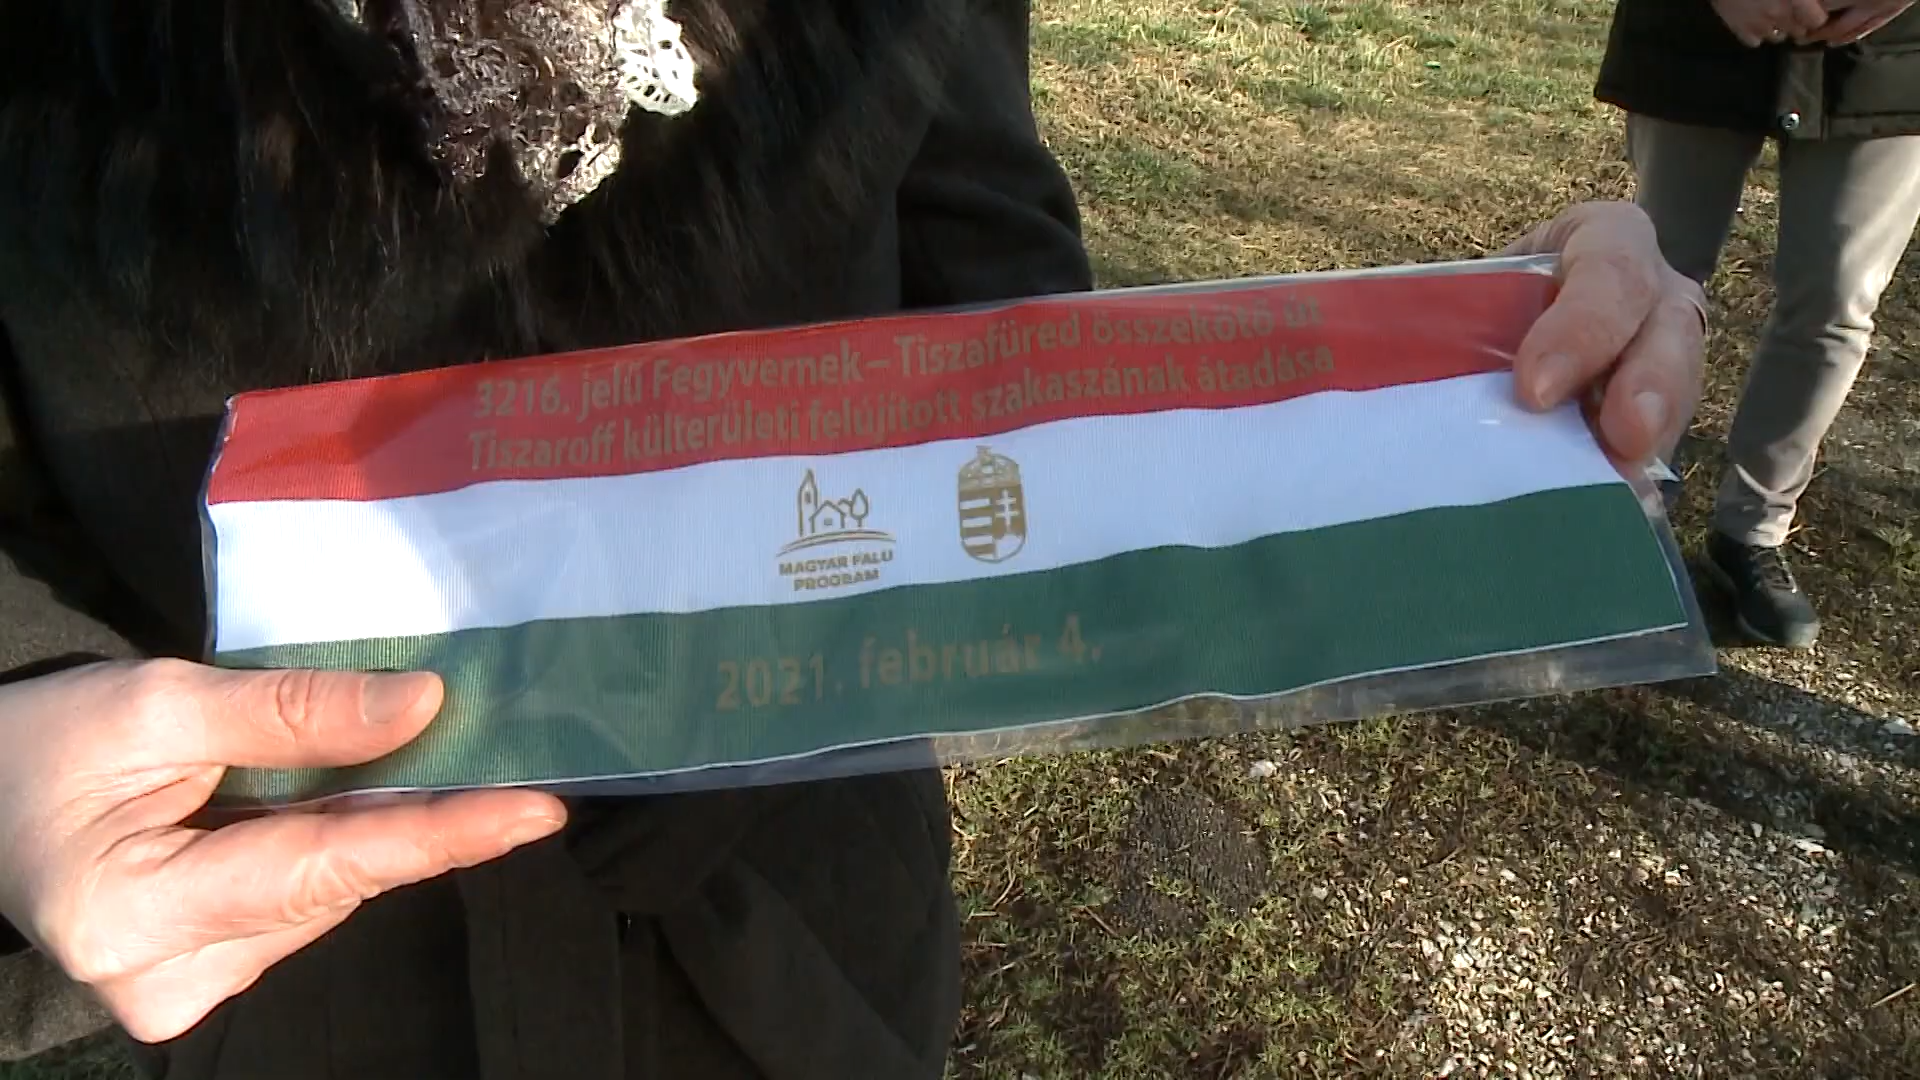 3216. jelű Fegyvernek – Tiszafüred összekötő út
Tiszaroff külterületi felújított szakaszának átadása
MAGYAR FALU
PROGRAM
2021. február 4.